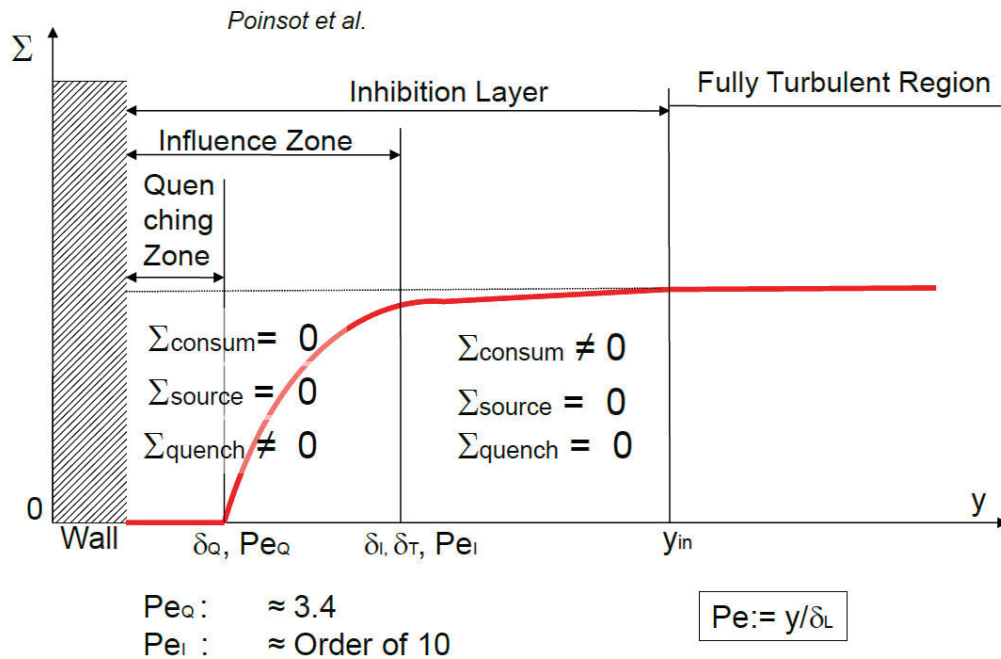 Poinsot et al.
Σ
Fully Turbulent Region
Inhibition Layer
Influence Zone
Quen
ching
Zone
Σconsum= 0
Σsource = 0
Σquench ≠ 0
Σconsum ≠ 0
Σsource = 0
Σquench = 0
0
y
Wall
δQ, PeQ
δI, δT, PeI
yin
PeQ : ≈ 3.4
PeI : ≈ Order of 10
Pe:= y/δL